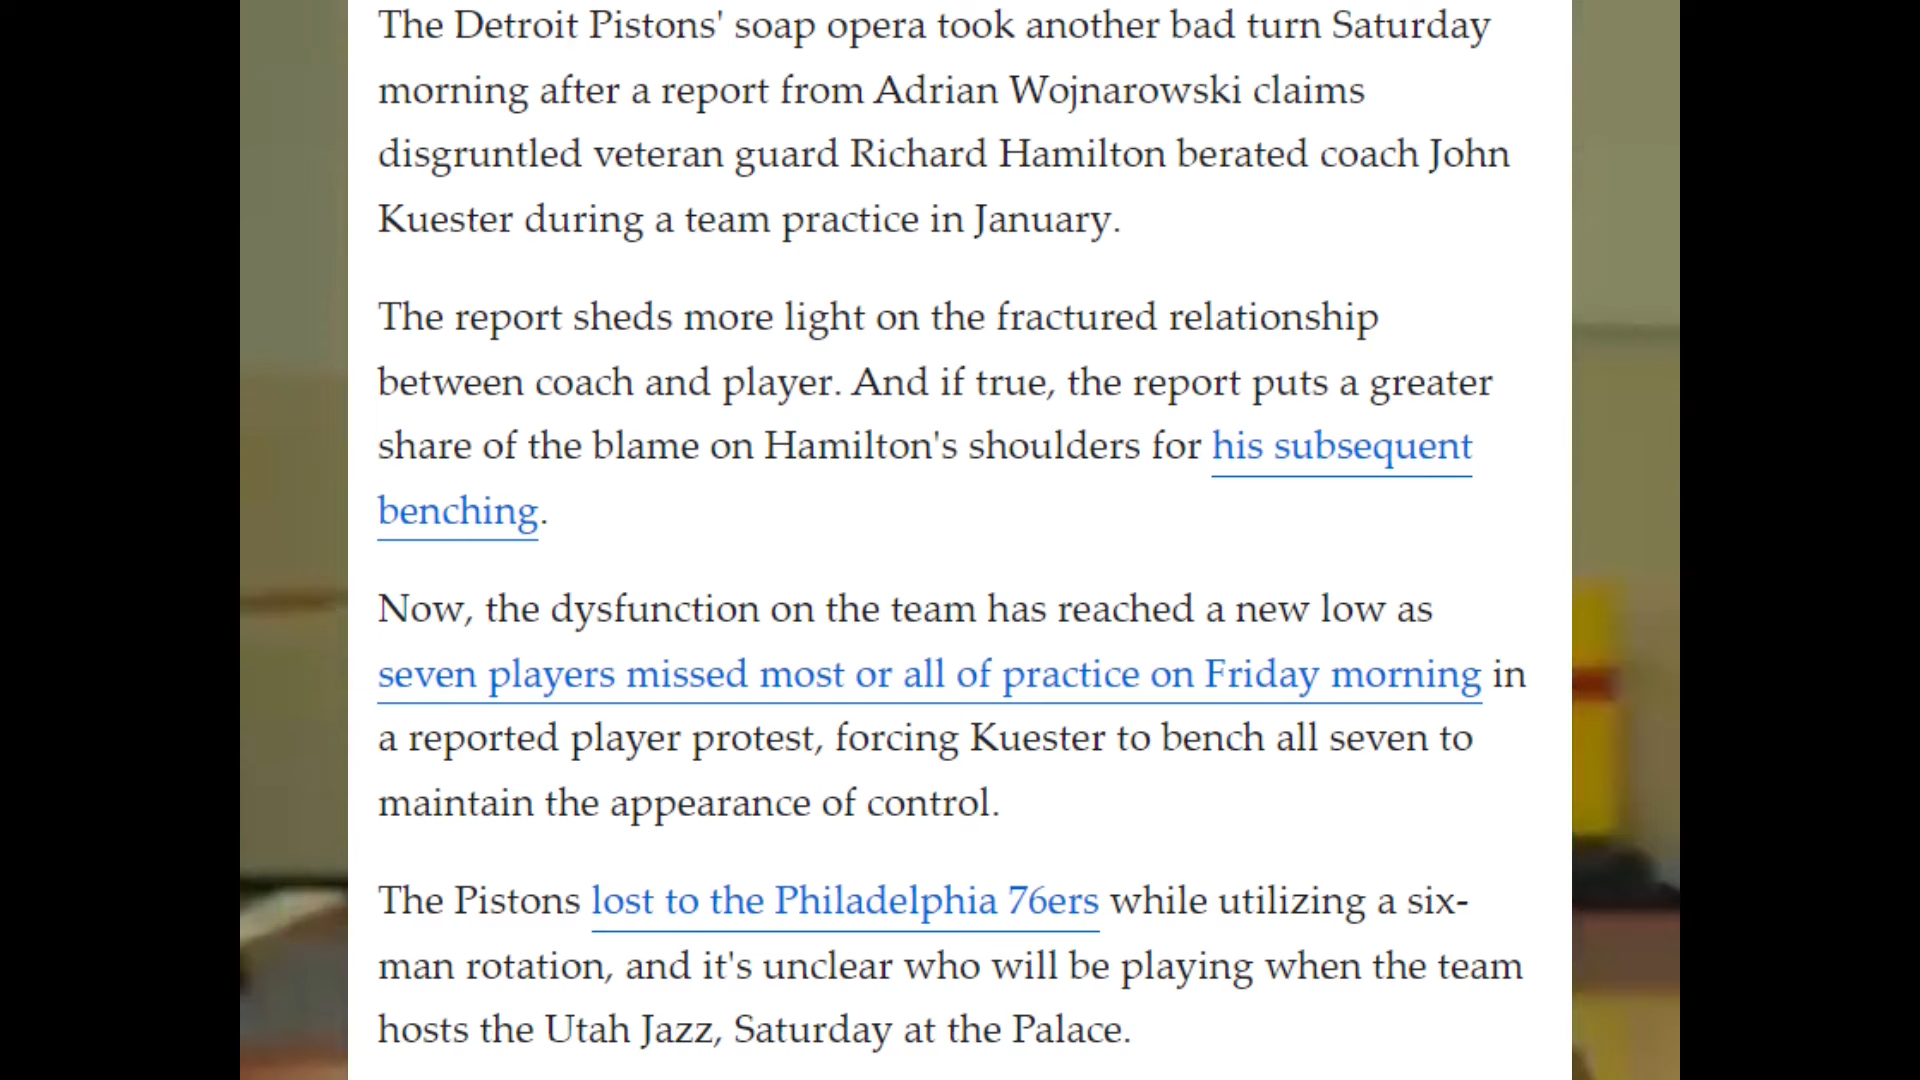 The Detroit Pistons' soap opera took another bad turn Saturday
morning after a report from Adrian Wojnarowski claims
disgruntled veteran guard Richard Hamilton berated coach John
Kuester during a team practice in January.
The report sheds more light on the fractured relationship
between coach and player. And if true, the report puts a greater
share of the blame on Hamilton's shoulders for his subsequent
benching.
Now, the dysfunction on the team has reached a new low as
seven players missed most or all of practice on Friday morning in
a reported player protest, forcing Kuester to bench all seven to
maintain the appearance of control.
The Pistons lost to the Philadelphia 76ers while utilizing a six-
man rotation, and it's unclear who will be playing when the team
hosts the Utah Jazz, Saturday at the Palace.